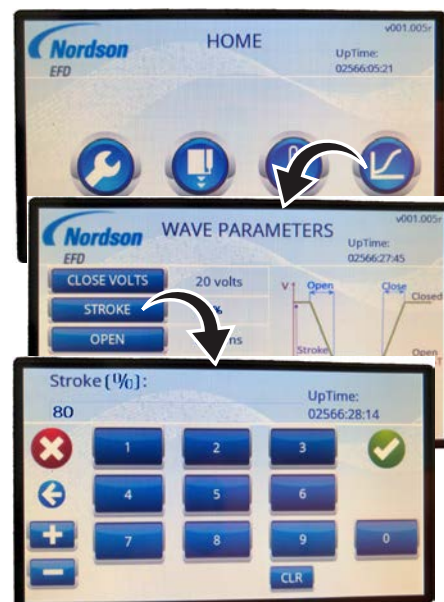 Nordson
EFD
HOME
v001.005r
UpTime:
02566:05:21
Nordson
EFD
WAVE PARAMETERS
v001.005r
UpTime:
02566:27:45
CLOSE VOLTS 20 volts
STROKE %
OPEN
V Open Close
Closed
Stroke
Open
Stroke(%):
80
UpTime:
02566:28:14
1 2 3
4 5 6
7 8 9 0
CLR